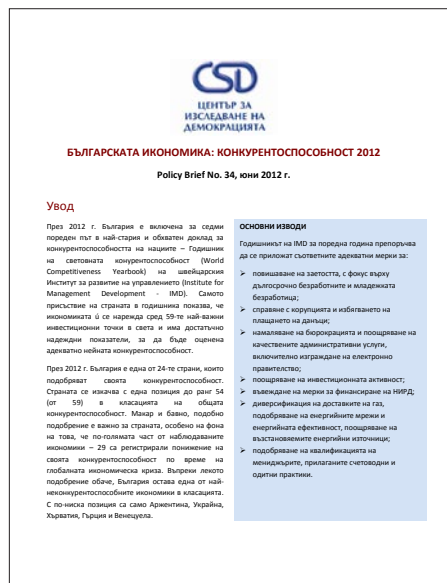 CSD
ЦЕНТЪР ЗА
ИЗСЛЕДВАНЕ НА
ДЕМОКРАЦИЯТА
БЪЛГАРСКАТА ИКОНОМИКА: КОНКУРЕНТОСПОСОБНОСТ 2012
Policy Brief No. 34, юни 2012 г.
Увод
През 2012 г. България е включена за седми
пореден път в най-стария и обхватен доклад за
конкурентоспособността на нациите – Годишник
на световната конкурентоспособност (World
Competitiveness Yearbook) на швейцарския
Институт за развитие на управлението (Institute for
Management Development - IMD). Самото
присъствие на страната в годишника показва, че
икономиката ú се нарежда сред 59-те най-важни
инвестиционни точки в света и има достатъчно
надеждни показатели, за да бъде оценена
адекватно нейната конкурентоспособност.
През 2012 г. България е една от 24-те страни, които
подобряват своята конкурентоспособност.
Страната се изкачва с една позиция до ранг 54
(от 59) в класацията на общата
конкурентоспособност. Макар и бавно, подобно
подобрение е важно за страната, особено на фона
на това, че по-голямата част от наблюдаваните
икономики – 29 са регистрирали понижение на
своята конкурентоспособност по време на
глобалната икономическа криза. Въпреки лекото
подобрение обаче, България остава една от най-
неконкурентоспособните икономики в класацията.
С по-ниска позиция са само Аржентина, Украйна,
Хърватия, Гърция и Венецуела.
ОСНОВНИ ИЗВОДИ
Годишникът на IMD за поредна година препоръчва
да се приложат съответните адекватни мерки за:
➢ повишаване на заетостта, с фокус върху
дългосрочно безработните и младежката
безработица;
➢ справяне с корупцията и избягването на
плащането на данъци;
➢ намаляване на бюрокрацията и поощряване на
качествените административни услуги,
включително изграждане на електронно
правителство;
➢ поощряване на инвестиционната активност;
➢ въвеждане на мерки за финансиране на НИРД;
➢ диверсификация на доставките на газ,
подобряване на енергийните мрежи и
енергийната ефективност, поощряване на
възстановяемите енергийни източници;
➢ подобряване на квалификацията на
мениджърите, прилаганите счетоводни и
одитни практики.